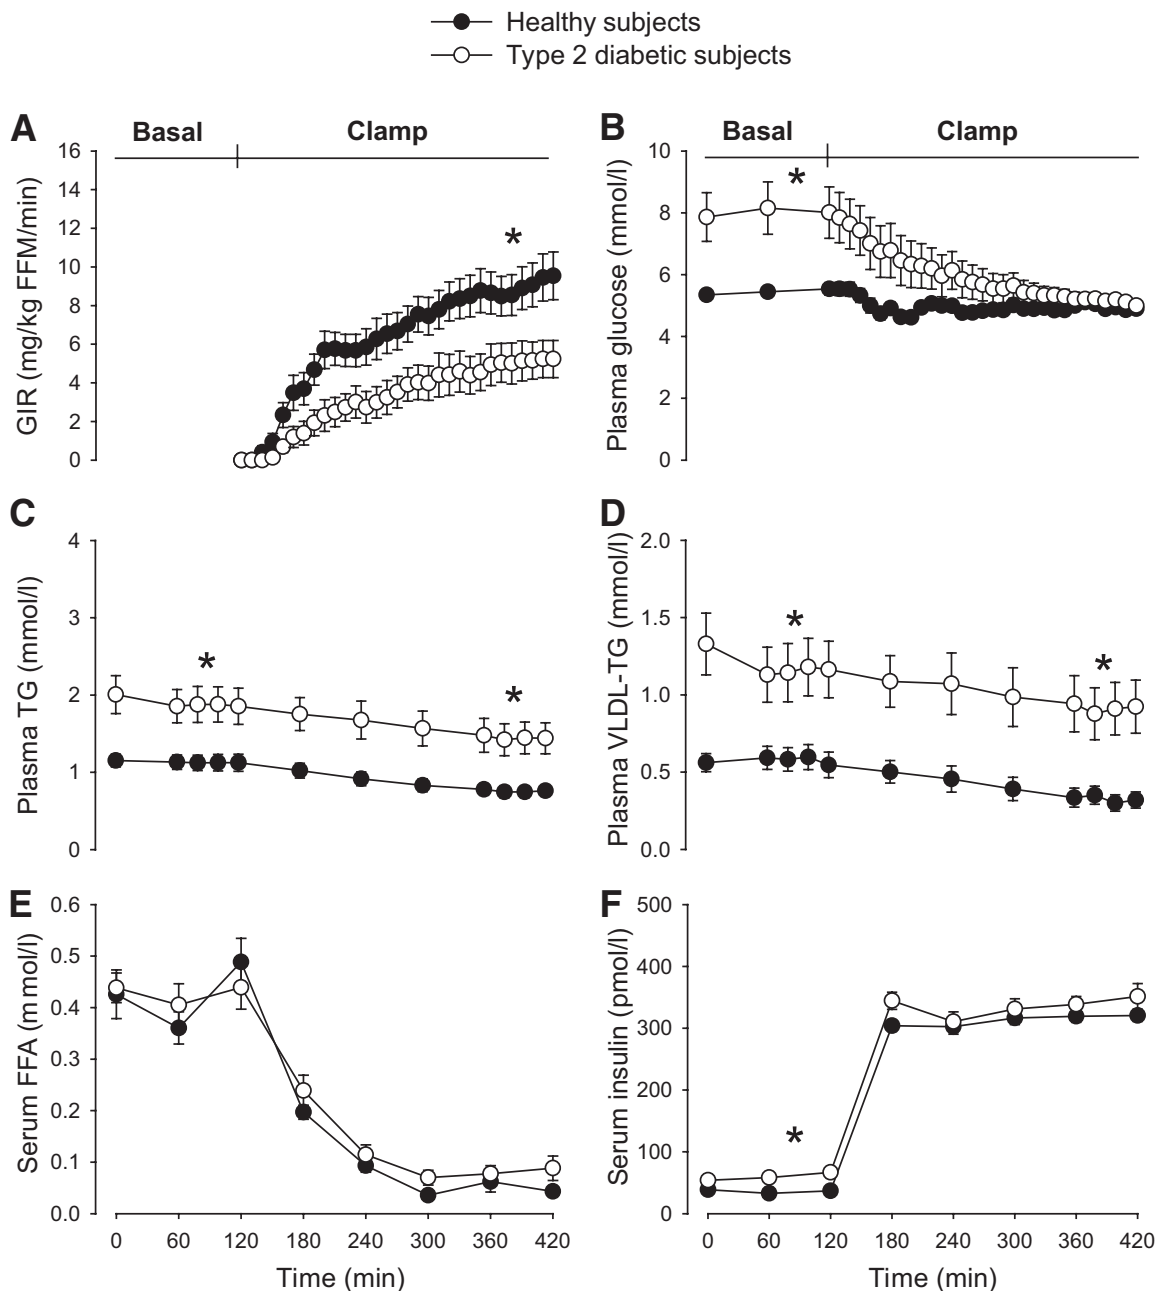 Healthy subjects
Type 2 diabetic subjects
A
Basal
Clamp
GIR (mg/kg FFM/min)
16
14
12
10
8
6
4
2
0
*
B
Basal
Clamp
Plasma glucose (mmol/l)
10
8
6
4
2
0
*
C
Plasma TG (mmol/l)
4
3
2
1
0
*
*
D
Plasma VLDL-TG (mmol/l)
2.0
1.5
1.0
0.5
0.0
*
*
E
Serum FFA (mmol/l)
0.6
0.5
0.4
0.3
0.2
0.1
0.0
0 60 120 180 240 300 360 420
Time (min)
F
Serum insulin (pmol/l)
500
400
300
200
100
0
*
0 60 120 180 240 300 360 420
Time (min)